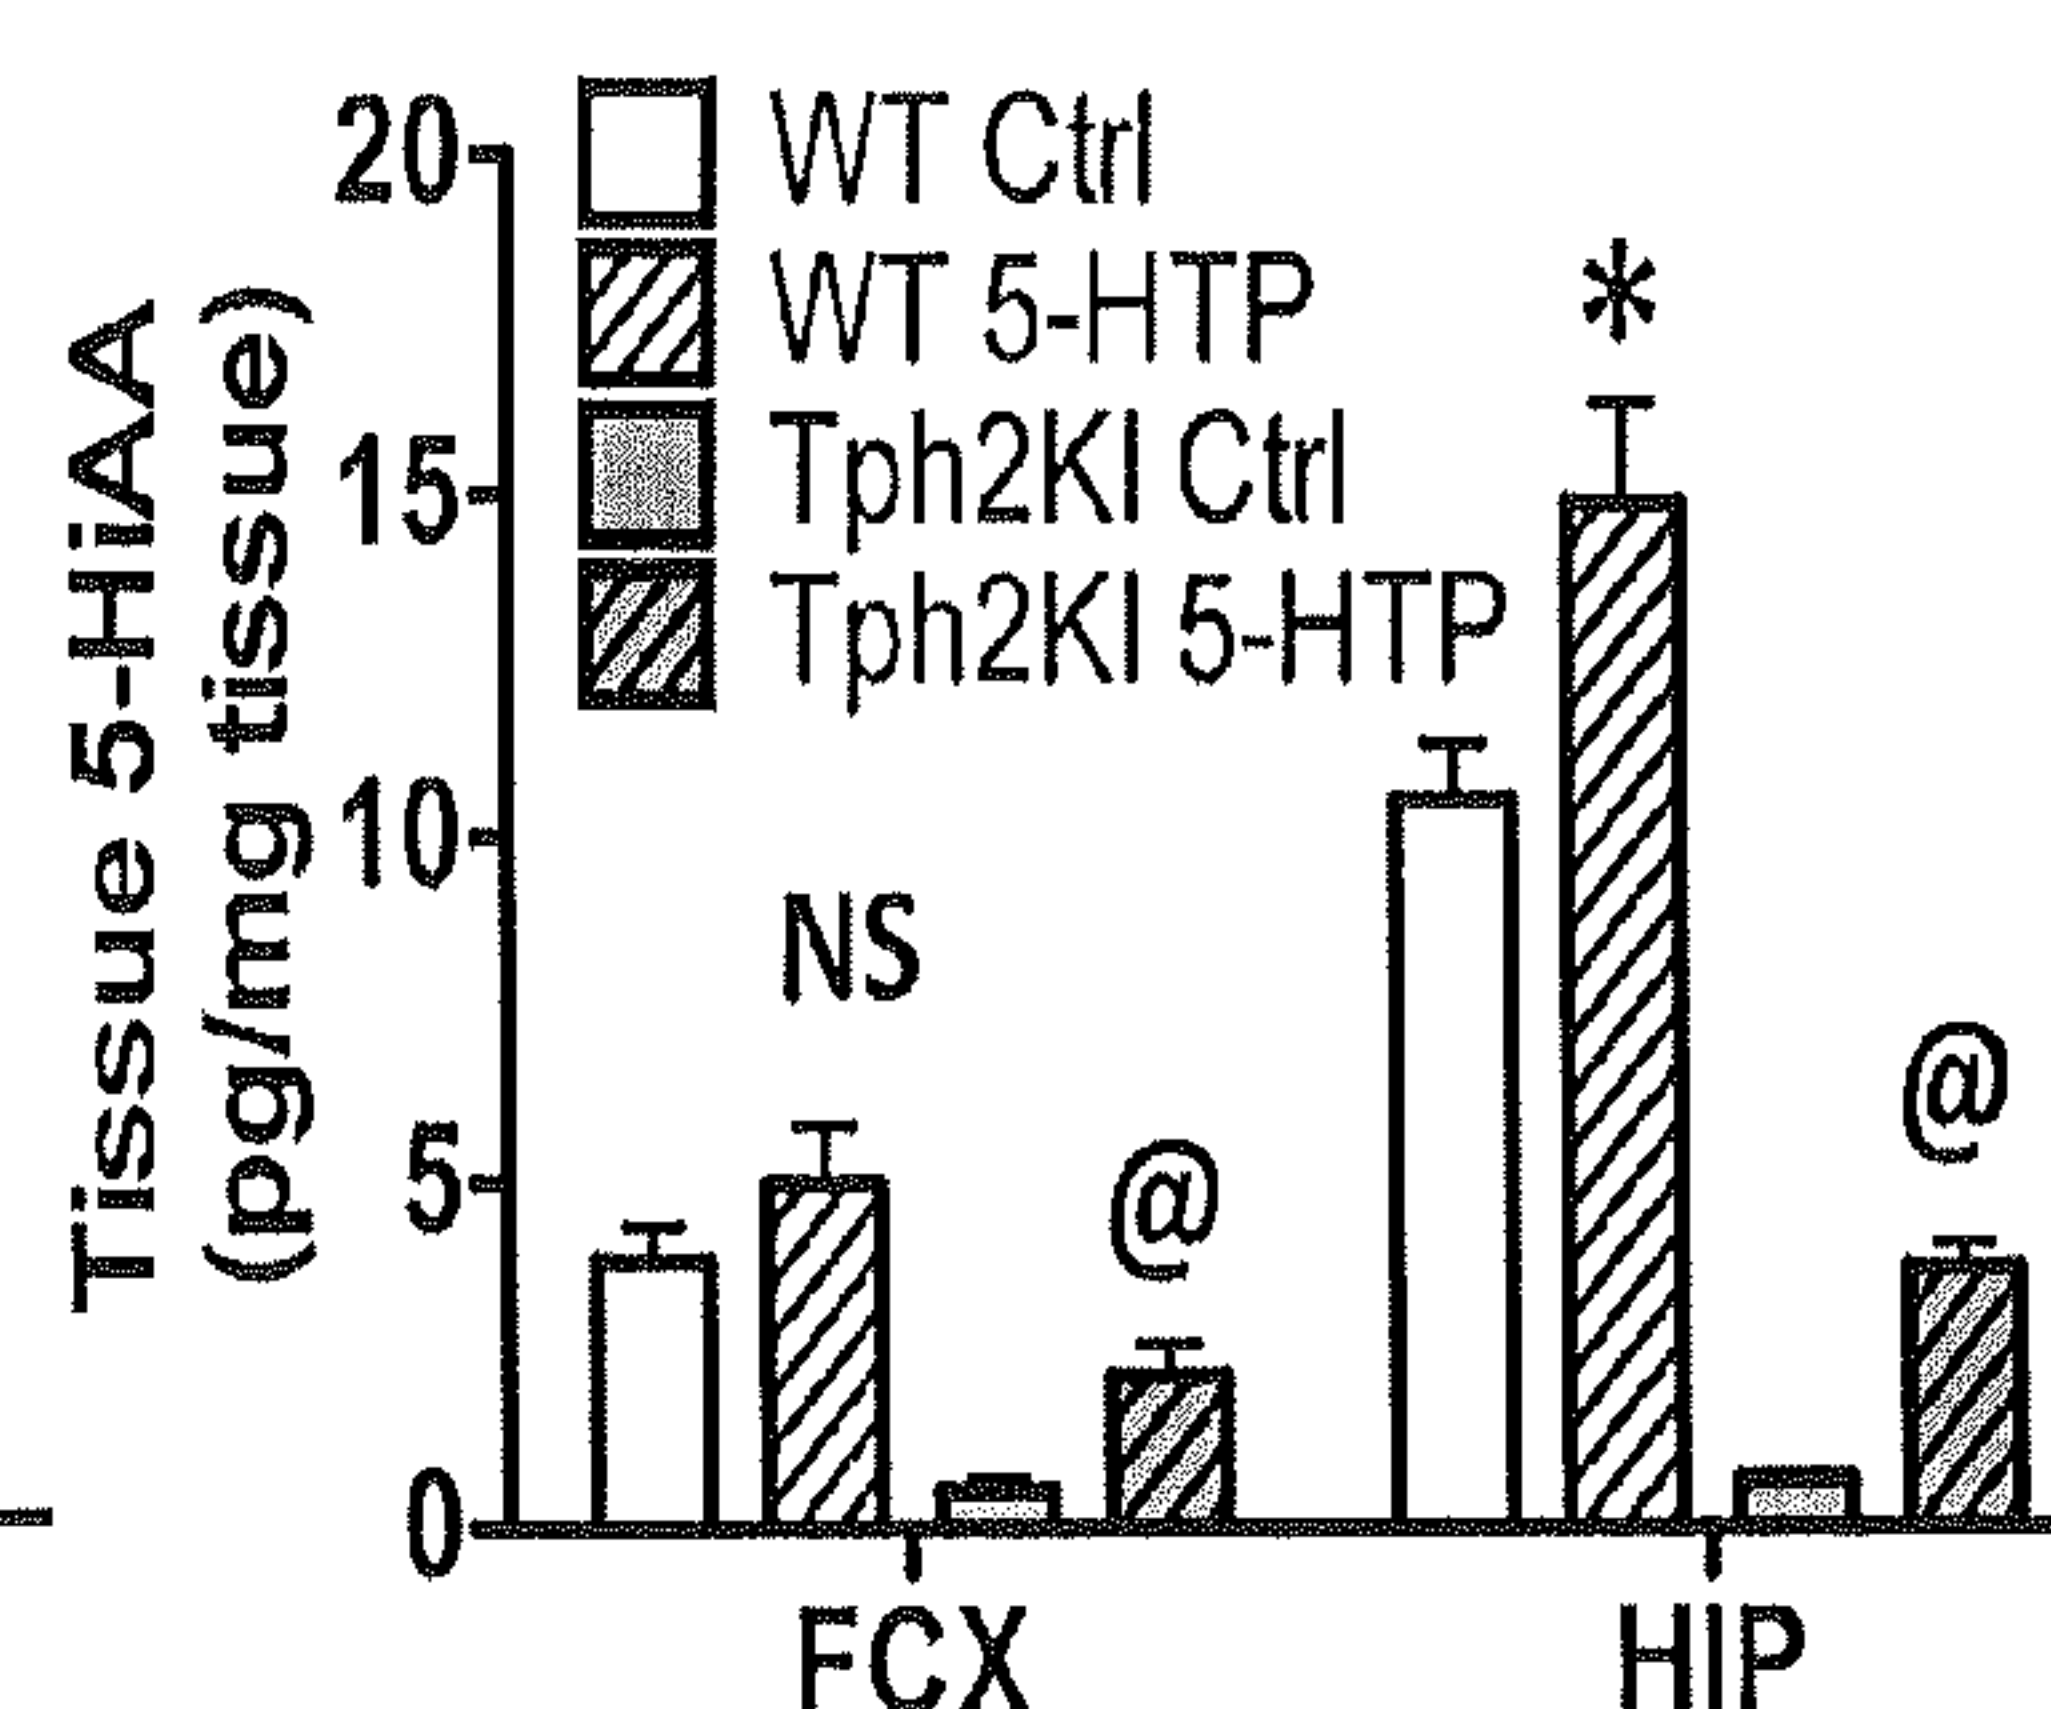 Tissue 5-HiAA
(pg/mg tissue)
20
15
10
5
0
WT Ctrl
WT 5-HTP
Tph2KI Ctrl
Tph2KI 5-HTP
*
NS
@
@
FCX
HIP